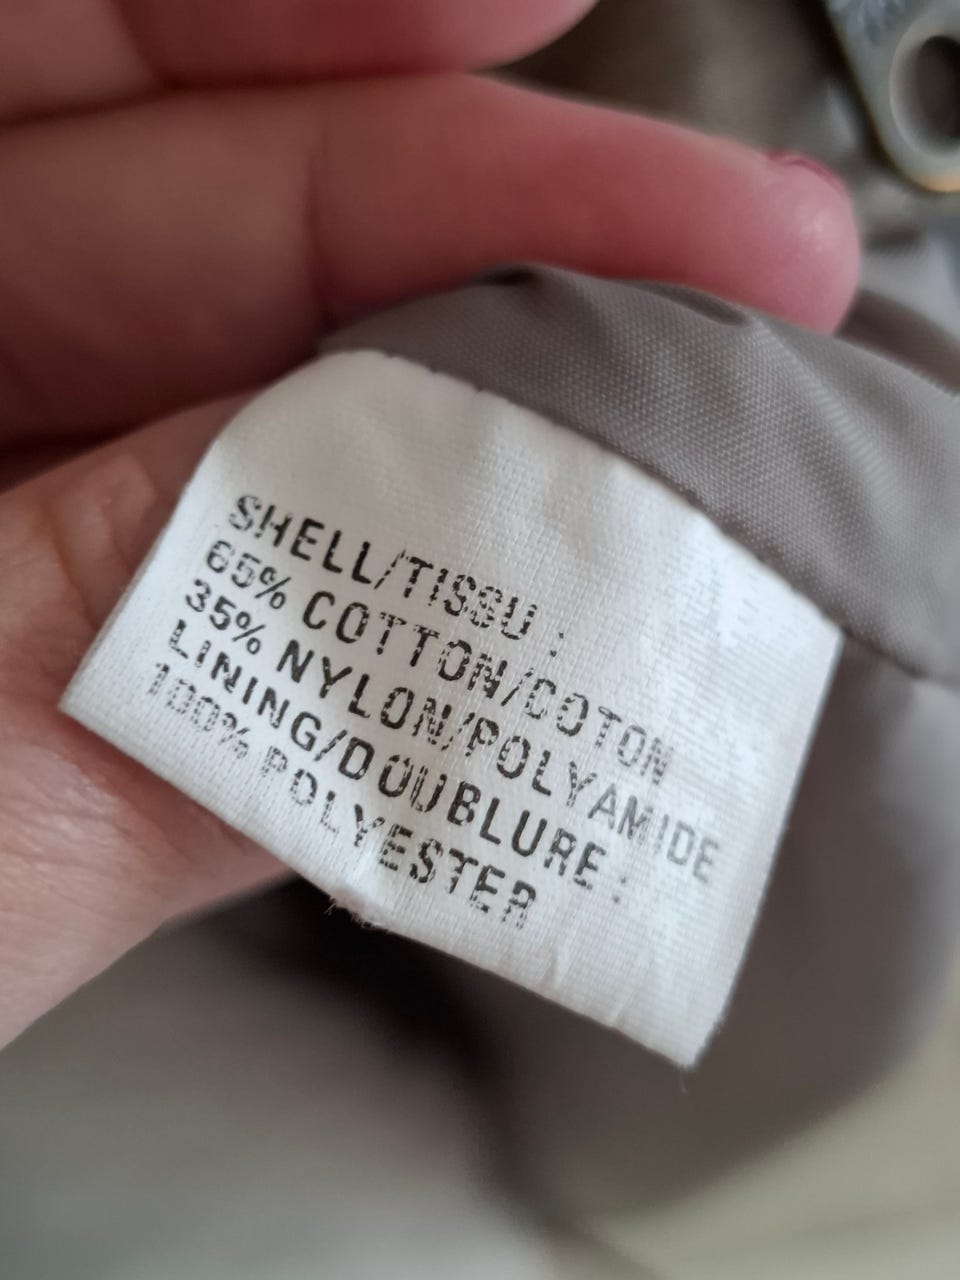 SHELL/TISSU :
65% COTTON/COTON
35% NYLON/POLYAMIDE
LINING/DOUBLURE :
100% POLYESTER